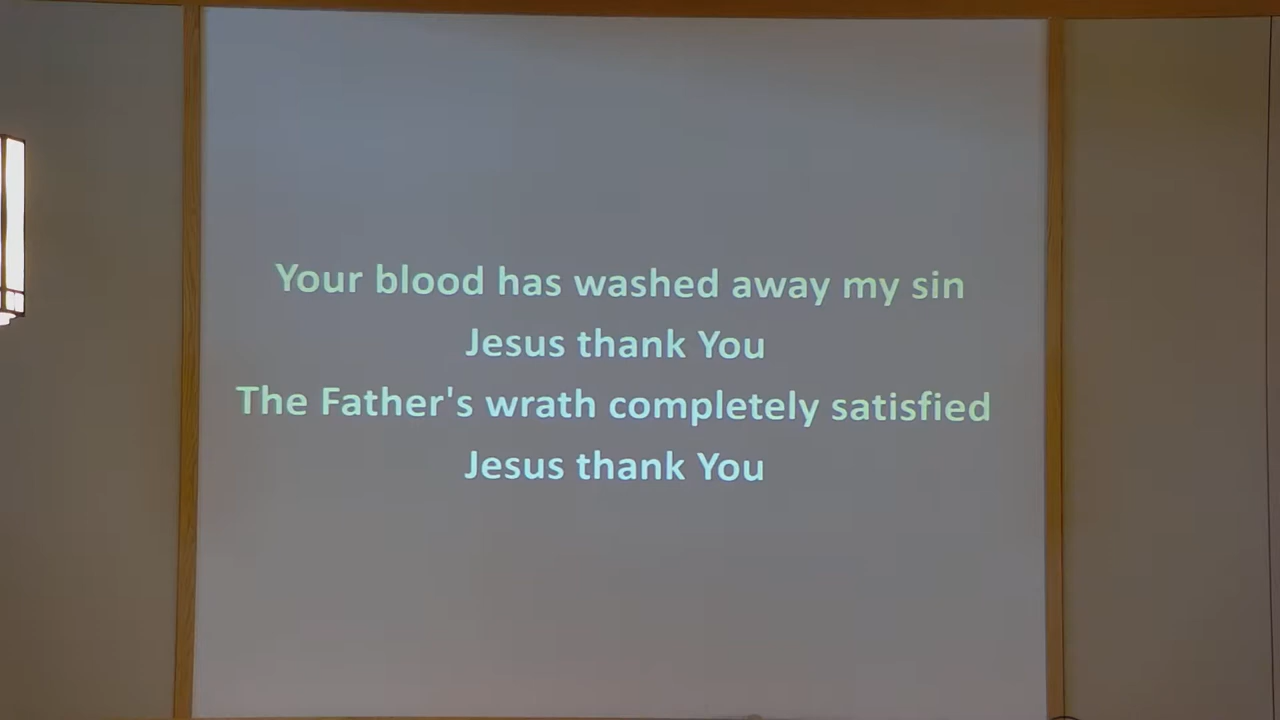 Your blood has washed away my sin
Jesus thank You
The Father's wrath completely satisfied
Jesus thank You